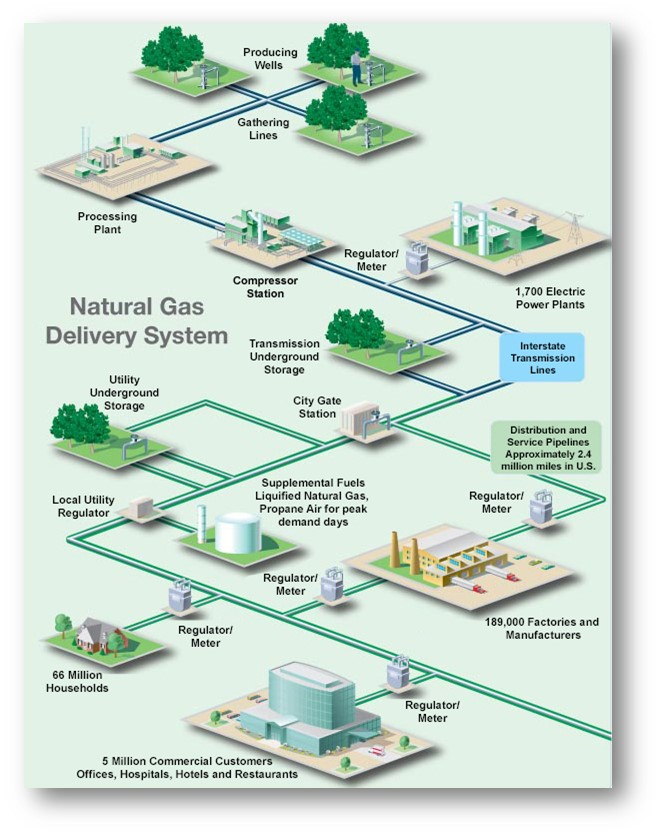 Producing
Wells
Gathering
Lines
Processing
Plant
Regulator/
Meter
Compressor
Station
1,700 Electric
Power Plants
Natural Gas
Delivery System
Transmission
Underground
Storage
Interstate
Transmission
Lines
Utility
Underground
Storage
City Gate
Station
Distribution and
Service Pipelines
Approximately 2.4
million miles in U.S.
Supplemental Fuels
Liquified Natural Gas,
Propane Air for peak
demand days
Local Utility
Regulator
Regulator/
Meter
Regulator/
Meter
189,000 Factories and
Manufacturers
Regulator/
Meter
66 Million
Households
Regulator/
Meter
5 Million Commercial Customers
Offices, Hospitals, Hotels and Restaurants